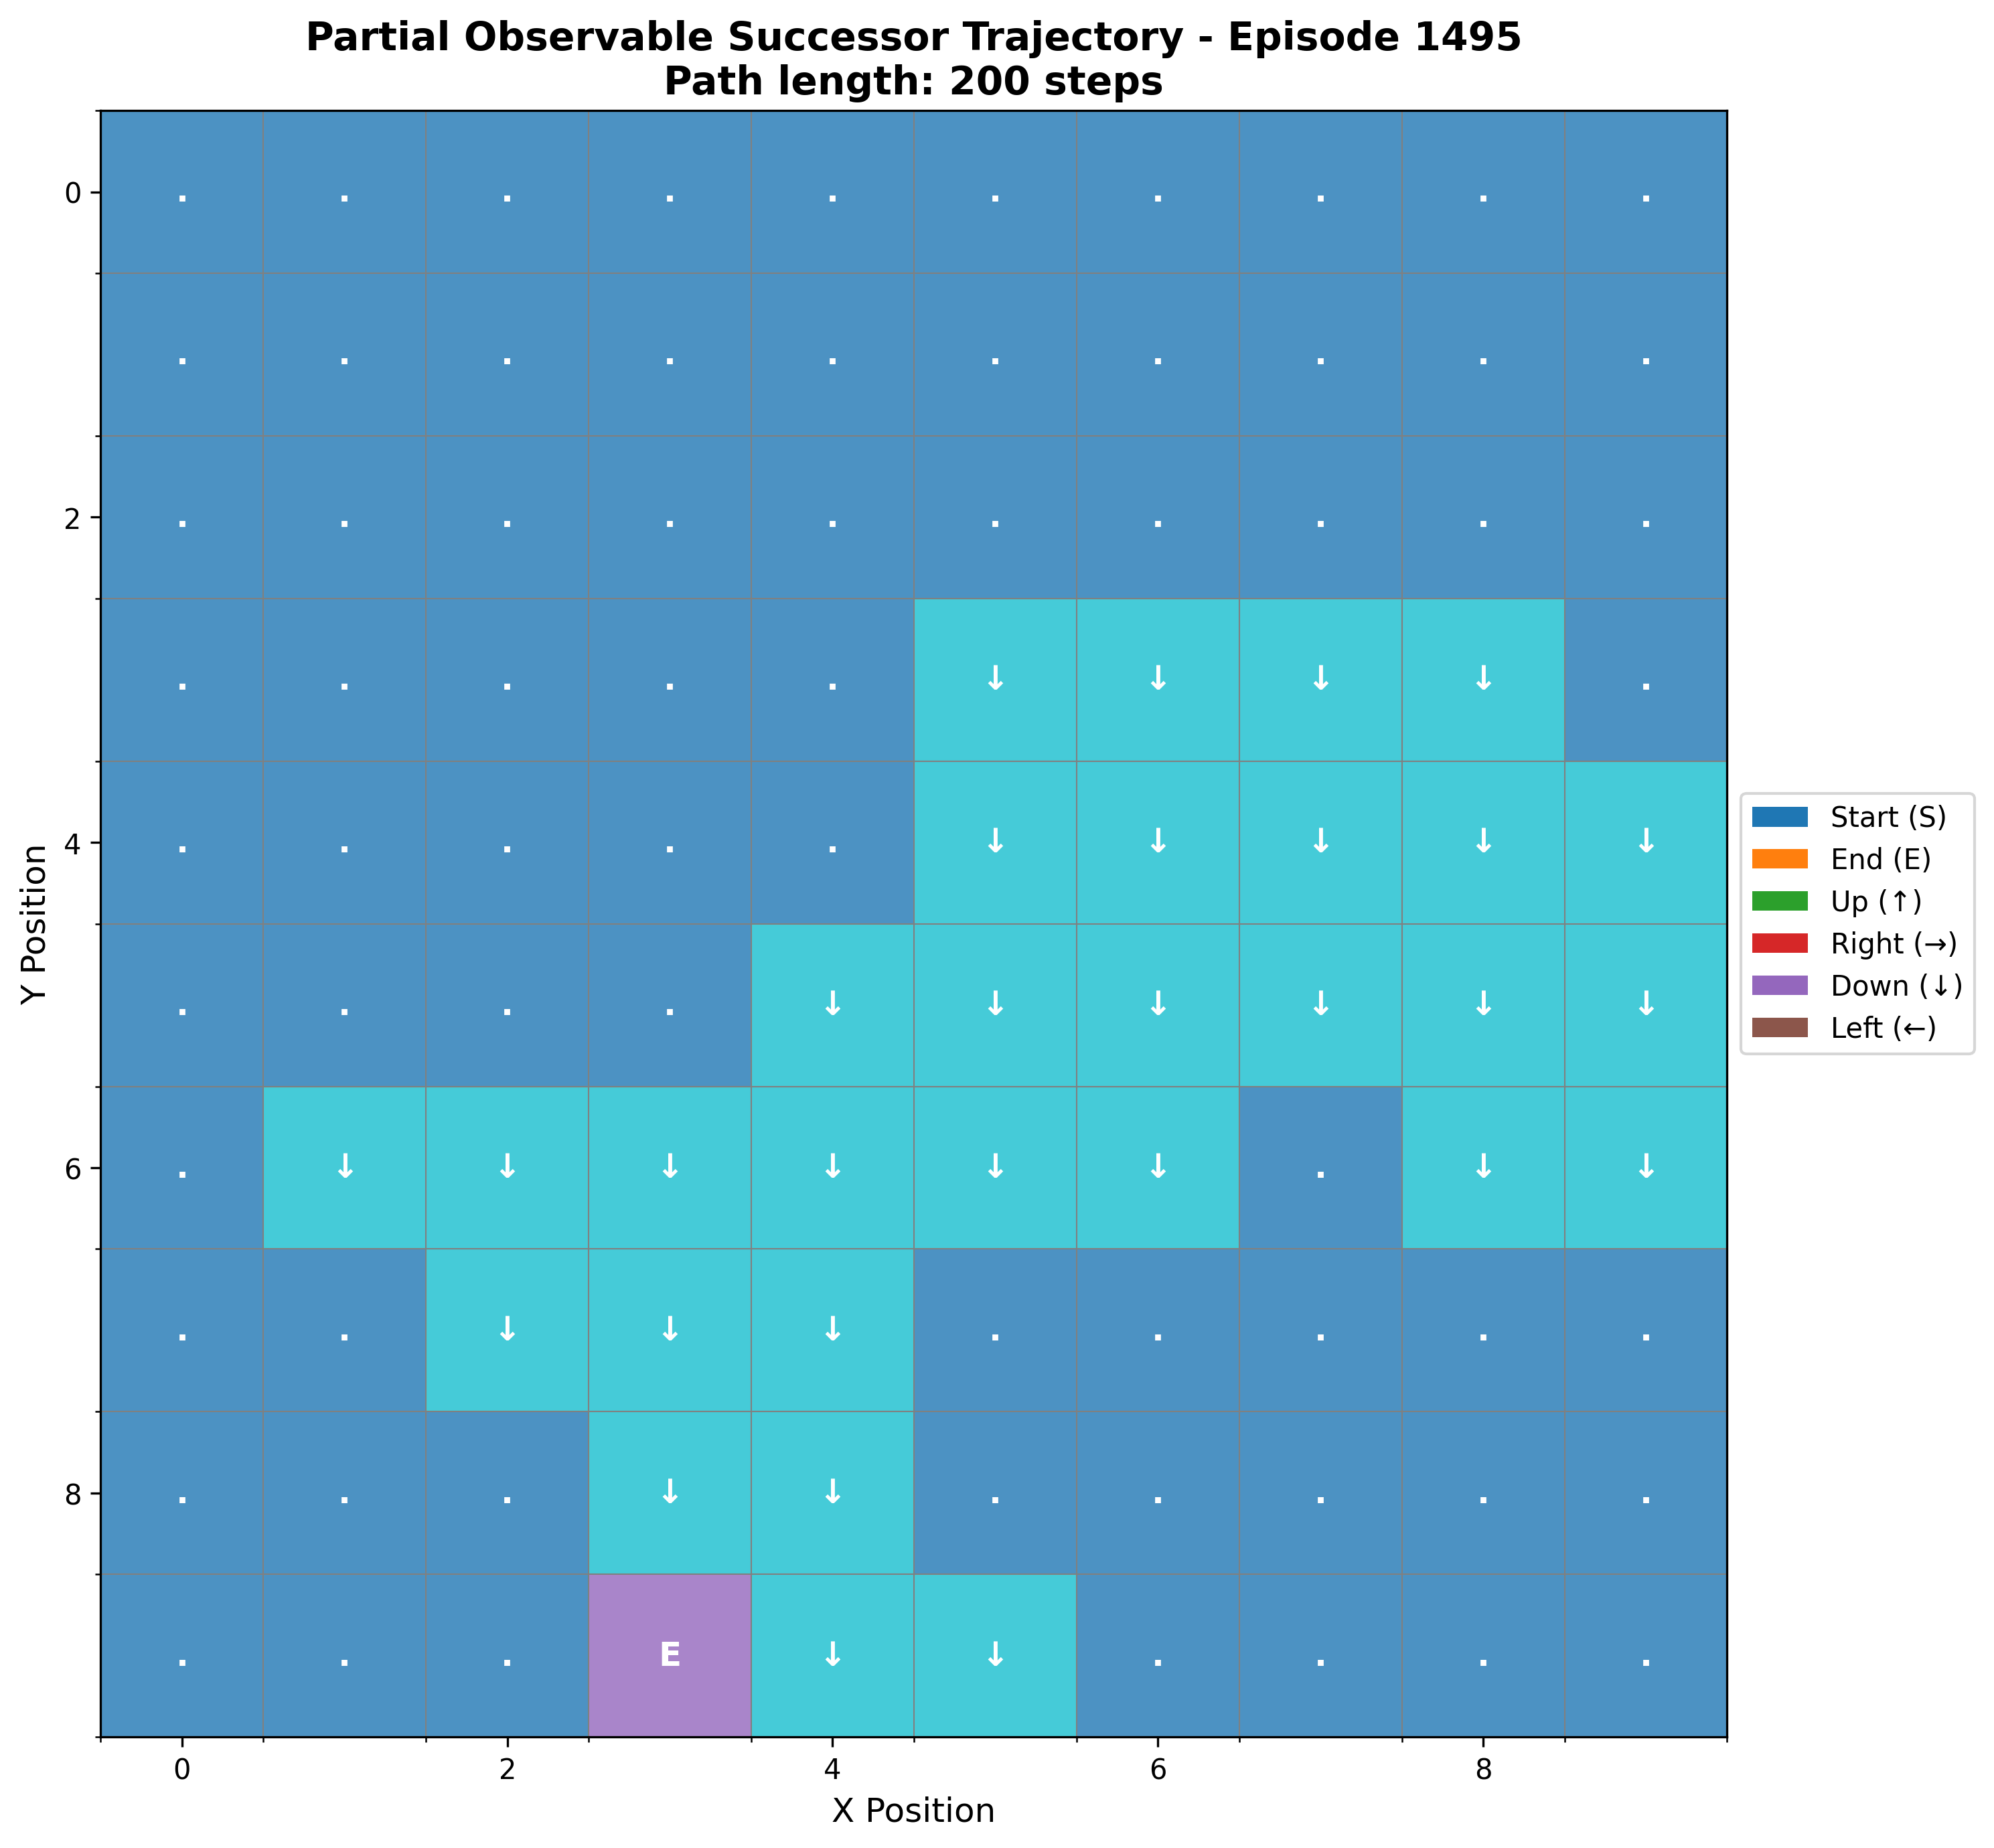 Partial Observable Successor Trajectory - Episode 1495
Path length: 200 steps
0 . . . . . . . . . .
. . . . . . . . . .
2 . . . . . . . . . .
. . . . . ↓ ↓ ↓ ↓ .
4 . . . . . ↓ ↓ ↓ ↓ ↓
. . . . ↓ ↓ ↓ ↓ ↓ ↓
6 . ↓ ↓ ↓ ↓ ↓ ↓ . ↓ ↓
. . ↓ ↓ ↓ . . . . .
8 . . . ↓ ↓ . . . . .
. . . E ↓ ↓ . . . .
0 2 4 6 8
X Position
Y Position
Start (S)
End (E)
Up (↑)
Right (→)
Down (↓)
Left (←)